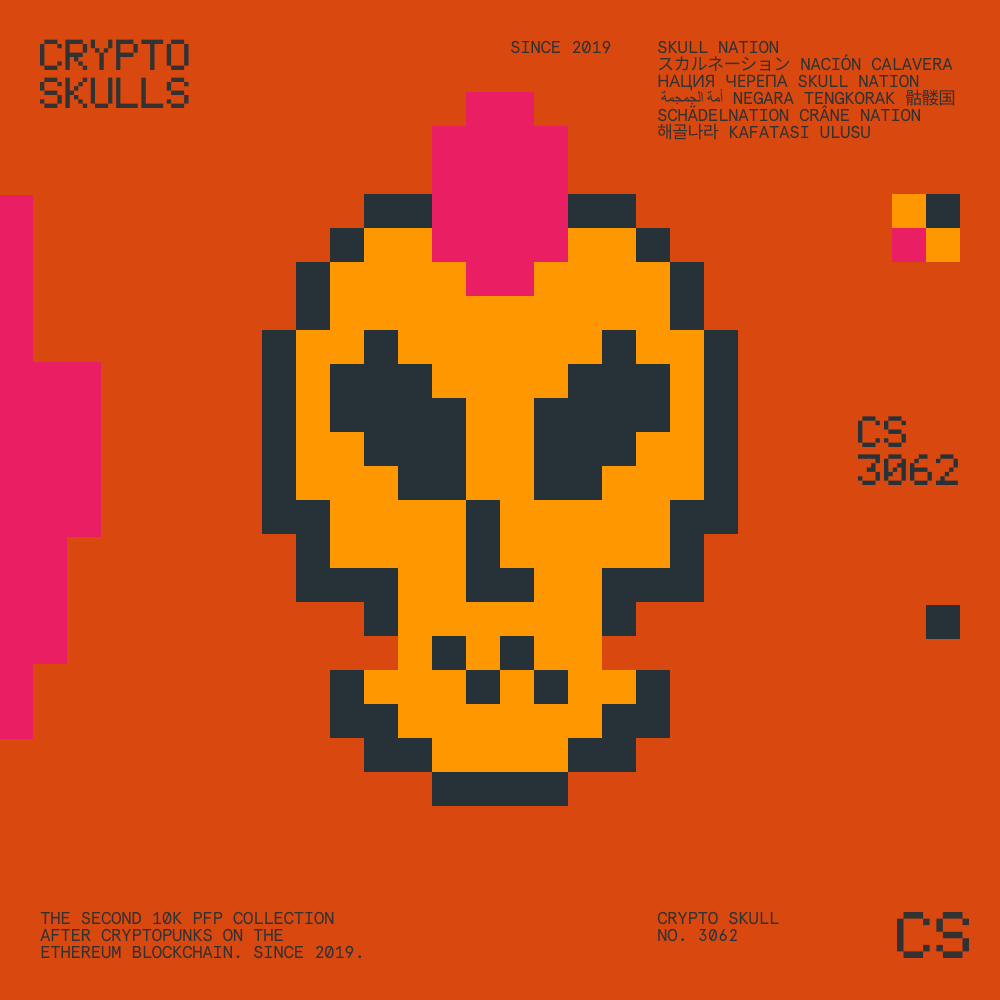 CRYPTO
SKULLS
SINCE 2019
SKULL NATION
スカルネーション NACIÓN CALAVERA
НАЦИЯ ЧЕРЕПА SKULL NATION
أمة الجمجمة NEGARA TENGKORAK 骷髅国
SCHÄDELNATION CRÂNE NATION
해골나라 KAFATASI ULUSU
CS
3062
THE SECOND 10K PFP COLLECTION
AFTER CRYPTOPUNKS ON THE
ETHEREUM BLOCKCHAIN. SINCE 2019.
CRYPTO SKULL
NO. 3062
CS